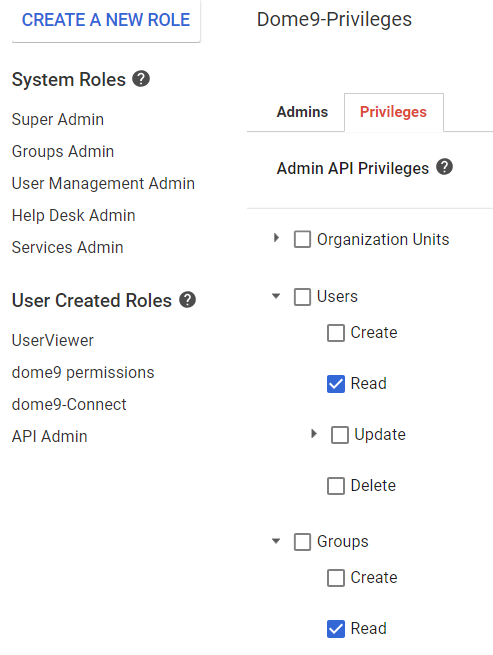 CREATE A NEW ROLE
System Roles
Super Admin
Groups Admin
User Management Admin
Help Desk Admin
Services Admin
User Created Roles
UserViewer
dome9 permissions
dome9-Connect
API Admin
Dome9-Privileges
Admins
Privileges
Admin API Privileges
Organization Units
Users
Create
Read
Update
Delete
Groups
Create
Read